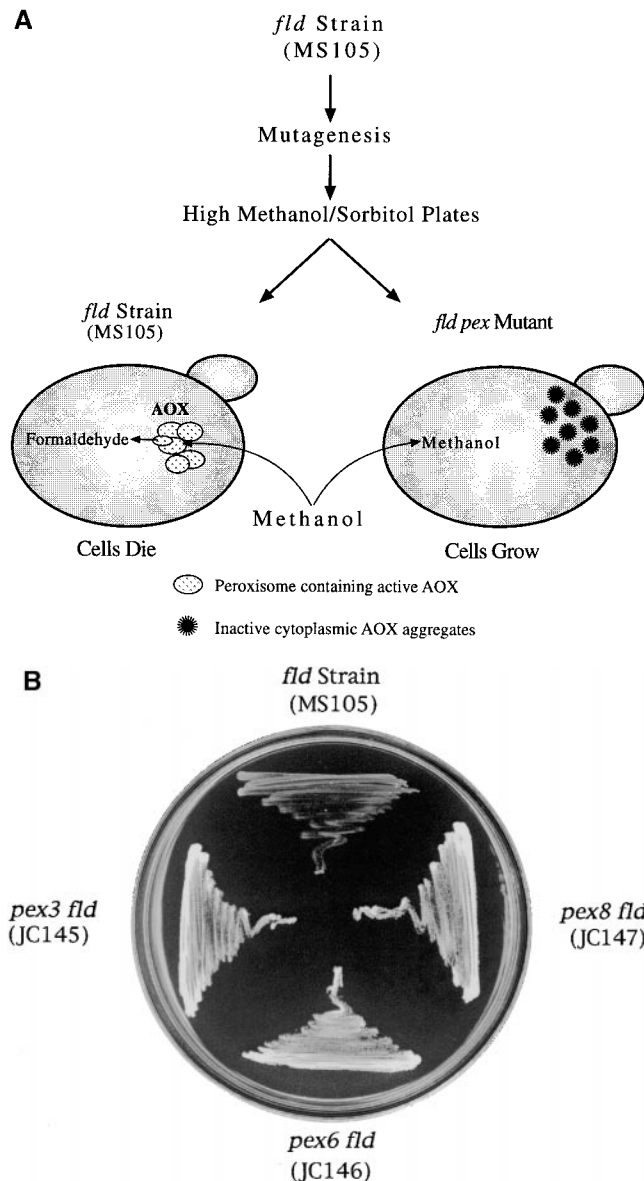 A
fld Strain
(MS105)
Mutagenesis
High Methanol/Sorbitol Plates
fld Strain
(MS105)
fld pex Mutant
AOX
Formaldehyde
Methanol
Methanol
Cells Die
Cells Grow
Peroxisome containing active AOX
Inactive cytoplasmic AOX aggregates
B
fld Strain
(MS105)
pex3 fld
(JC145)
pex8 fld
(JC147)
pex6 fld
(JC146)